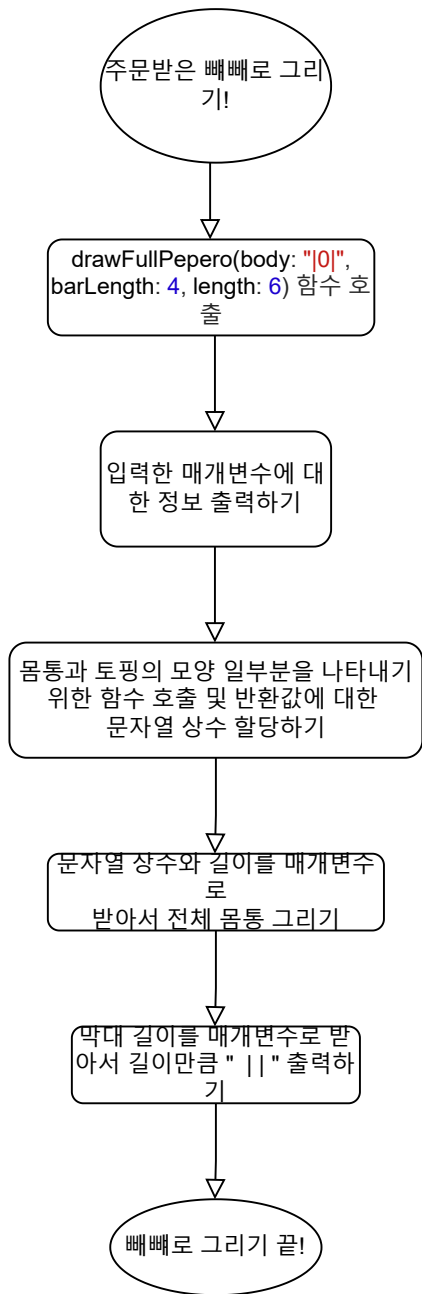 주문받은 뺴빼로 그리
기!
drawFullPepero(body: "|0|",
barLength: 4, length: 6) 함수 호
출
입력한 매개변수에 대
한 정보 출력하기
몸통과 토핑의 모양 일부분을 나타내기
위한 함수 호출 및 반환값에 대한
문자열 상수 할당하기
문자열 상수와 길이를 매개변수
로
받아서 전체 몸통 그리기
막대 길이를 매개변수로 받
아서 길이만큼 " | | " 출력하
기
빼뺴로 그리기 끝!